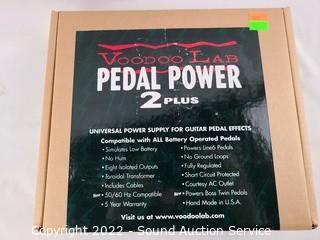 VOODOO LAB
PEDAL POWER
2 PLUS
UNIVERSAL POWER SUPPLY FOR GUITAR PEDAL EFFECTS
Compatible with ALL Battery Operated Pedals
• Simulates Low Battery
• No Hum
• Eight Isolated Outputs
• Toroidal Transformer
• Includes Cables
New • 50/60 Hz Compatible
• 5 Year Warranty
• Powers Line6 Pedals
• No Ground Loops
• Fully Regulated
• Short Circuit Protected
• Courtesy AC Outlet
New • Powers Boss Twin Pedals
• Hand Made in U.S.A.
Visit us at www.voodoolab.com
Copyright 2022 - Sound Auction Service